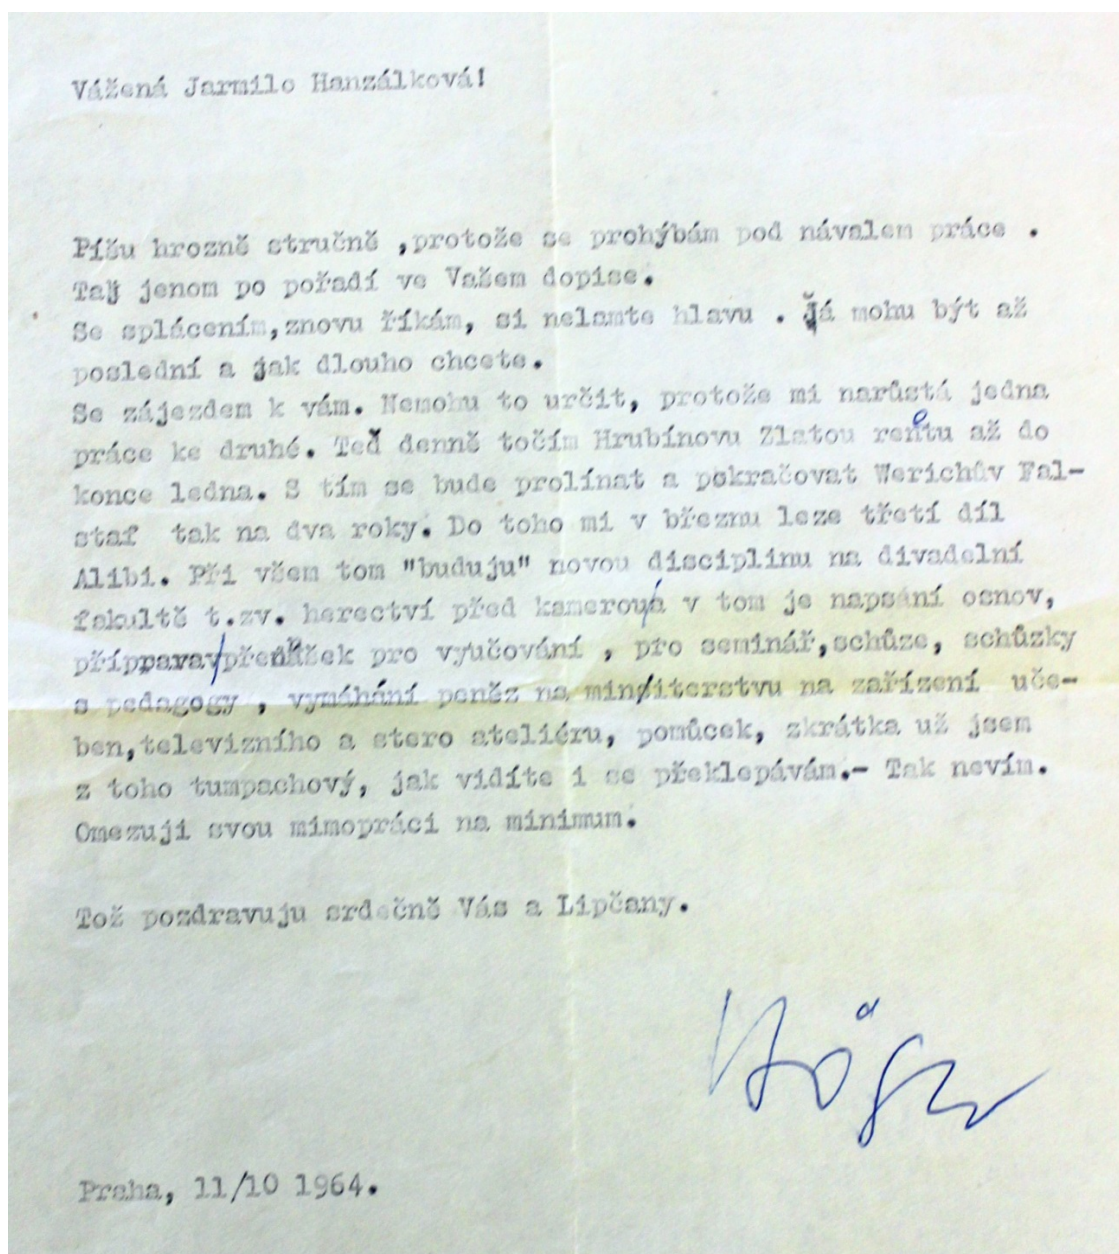 Vážená Jarmilo Hanzálková!
Píšu hrozně stručně ,protože se prohýbám pod návalem práce .
Tak jenom po pořadí ve Vašem dopise.
Se splácením,znovu říkám, si nelamte hlavu . Já mohu být až
poslední a jak dlouho chcete.
Se zájezdem k vám. Nemohu to určit, protože mi narůstá jedna
práce ke druhé. Teď denně točím Hrubínovu Zlatou renetu až do
konce ledna. S tím se bude prolínat a pokračovat Werichův Fal-
staf tak na dva roky. Do toho mi v březnu leze třetí díl
Alibi. Při všem tom "buduju" novou disciplinu na divadelní
fakultě t.zv. herectví před kamerou/a v tom je napsání osnov,
příprava/přednášek pro vyučování , pro seminář,schůze, schůzky
s pedagogy , vymáhání peněz na ministerstvu na zařízení uče-
ben,televizního a stero ateliéru, pomůcek, zkrátka už jsem
z toho tumpachový, jak vidíte i se překlepávám.- Tak nevím.
Omezuji svou mimopráci na minimum.
Tož pozdravuju srdečně Vás a Lipčany.
Höger
Praha, 11/10 1964.